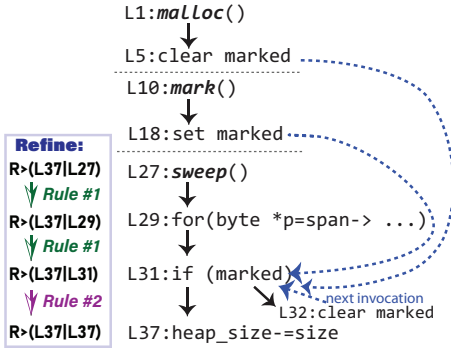 L1:malloc()
L5:clear marked
L10:mark()
L18:set marked
L27:sweep()
L29:for(byte *p=span-> ...)
L31:if (marked)
next invocation
L32:clear marked
L37:heap_size-=size
Refine:
R>(L37|L27)
Rule #1
R>(L37|L29)
Rule #1
R>(L37|L31)
Rule #2
R>(L37|L37)